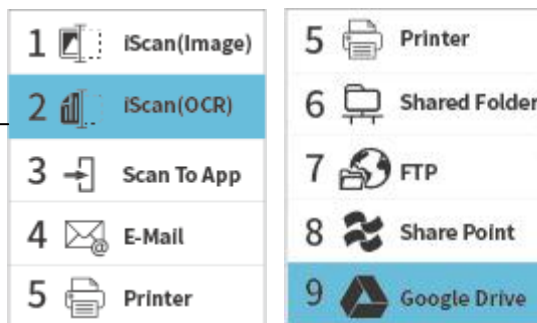 1 iScan(Image)
2 iScan(OCR)
3 Scan To App
4 E-Mail
5 Printer
5 Printer
6 Shared Folder
7 FTP
8 Share Point
9 Google Drive